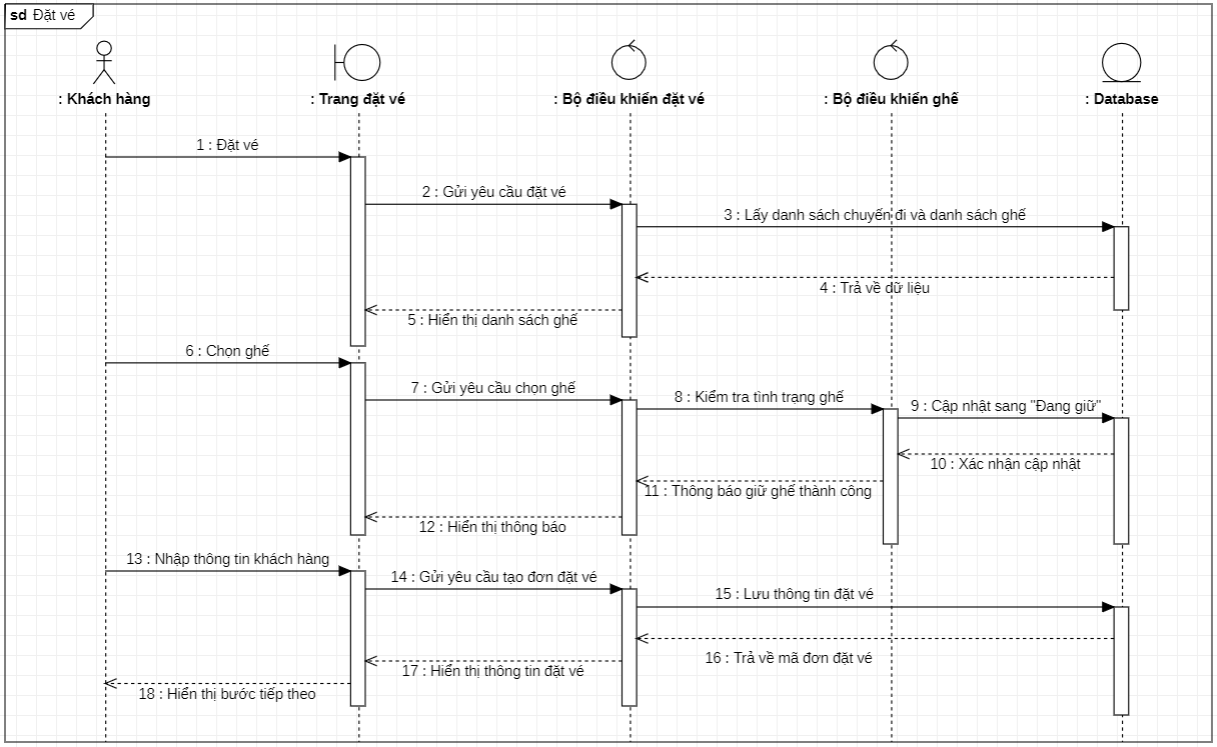 sd Đặt vé
: Khách hàng
: Trang đặt vé
: Bộ điều khiển đặt vé
: Bộ điều khiển ghế
: Database
1 : Đặt vé
2 : Gửi yêu cầu đặt vé
3 : Lấy danh sách chuyến đi và danh sách ghế
4 : Trả về dữ liệu
5 : Hiển thị danh sách ghế
6 : Chọn ghế
7 : Gửi yêu cầu chọn ghế
8 : Kiểm tra tình trạng ghế
9 : Cập nhật sang "Đang giữ"
10 : Xác nhận cập nhật
11 : Thông báo giữ ghế thành công
12 : Hiển thị thông báo
13 : Nhập thông tin khách hàng
14 : Gửi yêu cầu tạo đơn đặt vé
15 : Lưu thông tin đặt vé
16 : Trả về mã đơn đặt vé
17 : Hiển thị thông tin đặt vé
18 : Hiển thị bước tiếp theo